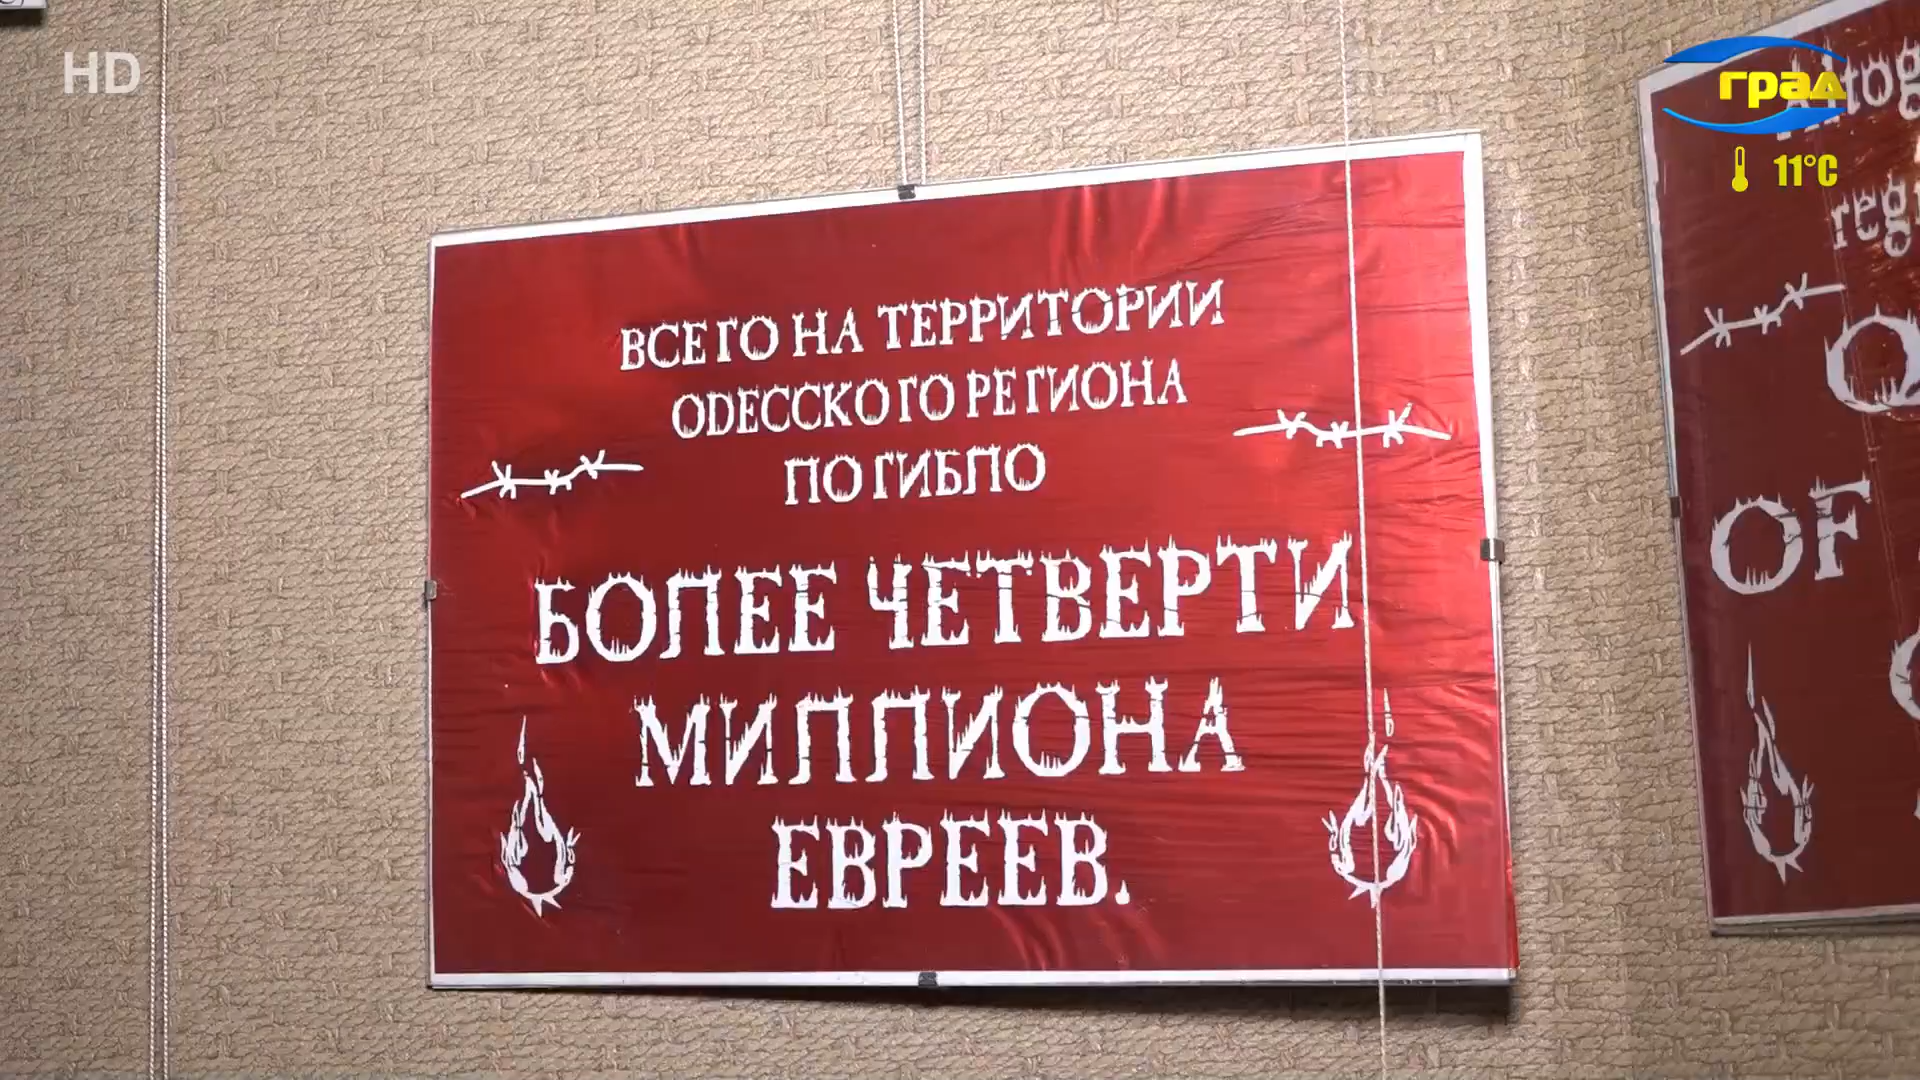 HD
град
11°C
ВСЕГО НА ТЕРРИТОРИИ
ОДЕССКОГО РЕГИОНА
ПОГИБЛО
БОЛЕЕ ЧЕТВЕРТИ
МИЛЛИОНА
ЕВРЕЕВ.
OF